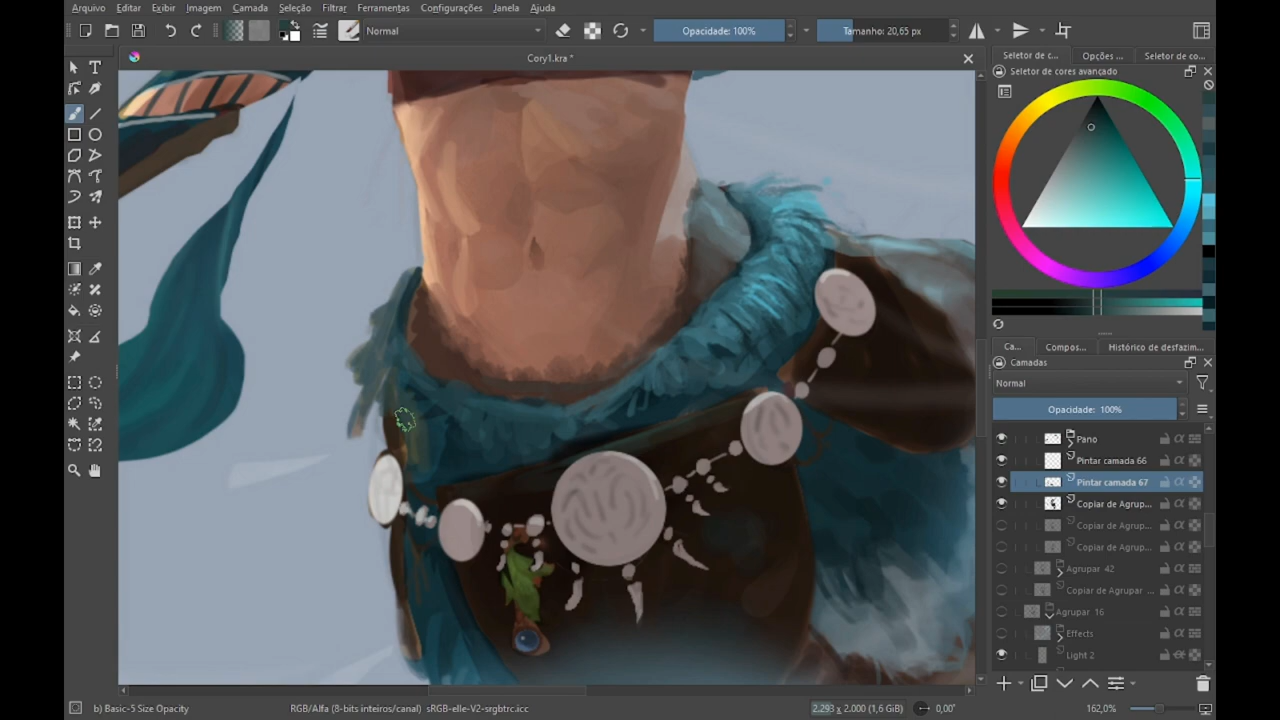 Arquivo Editar Exibir Imagem Camada Seleção Filtrar Ferramentas Configurações Janela Ajuda
Normal Opacidade: 100% Tamanho: 20,65 px
Cory1.kra *
Seletor de c... Opções ... Seletor de co...
Seletor de cores avançado
Ca... Compos... Histórico de desfazim...
Camadas
Normal
Opacidade: 100%
Pano
Pintar camada 66
Pintar camada 67
Copiar de Agrup...
Copiar de Agrup...
Copiar de Agrup...
Agrupar 42
Copiar de Agrupar ...
Agrupar 16
Effects
Light 2
b) Basic-5 Size Opacity RGB/Alfa (8-bits inteiros/canal) sRGB-elle-V2-srgbtrc.icc 2.293 x 2.000 (1,6 GiB) 0,00° 162,0%